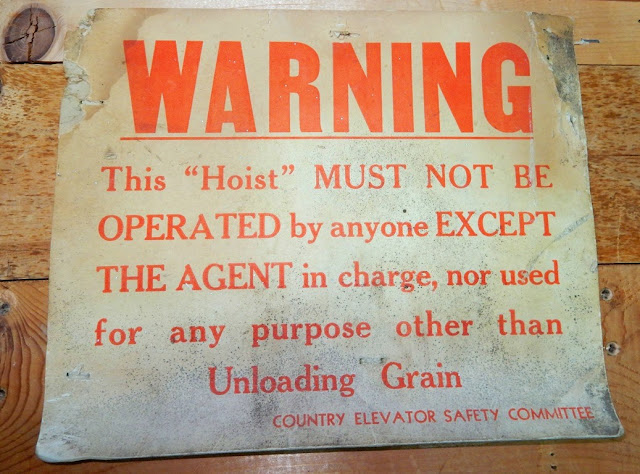 WARNING
This “Hoist” MUST NOT BE
OPERATED by anyone EXCEPT
THE AGENT in charge, nor used
for any purpose other than
Unloading Grain
COUNTRY ELEVATOR SAFETY COMMITTEE